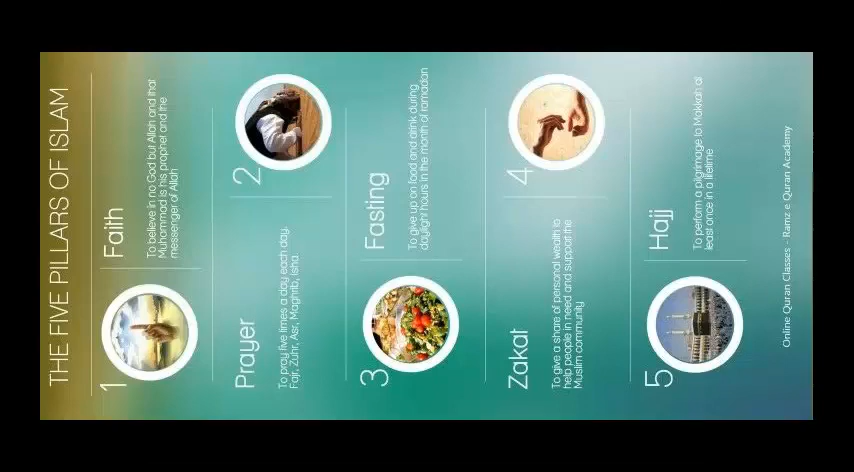 THE FIVE PILLARS OF ISLAM
1
Faith
To believe in no God but Allah and that
Muhammad is his prophet and the
messenger of Allah
2
Prayer
To pray five times a day each day.
Fajr, Zuhr, Asr, Maghrib, Isha
3
Fasting
To give up on food and drink during
daylight hours in the month of ramadan
4
Zakat
To give a share of personal wealth to
help people in need and support the
Muslim community
5
Hajj
To perform a pilgrimage to Makkah at
least once in a lifetime
Online Quran Classes - Ramz e Quran Academy